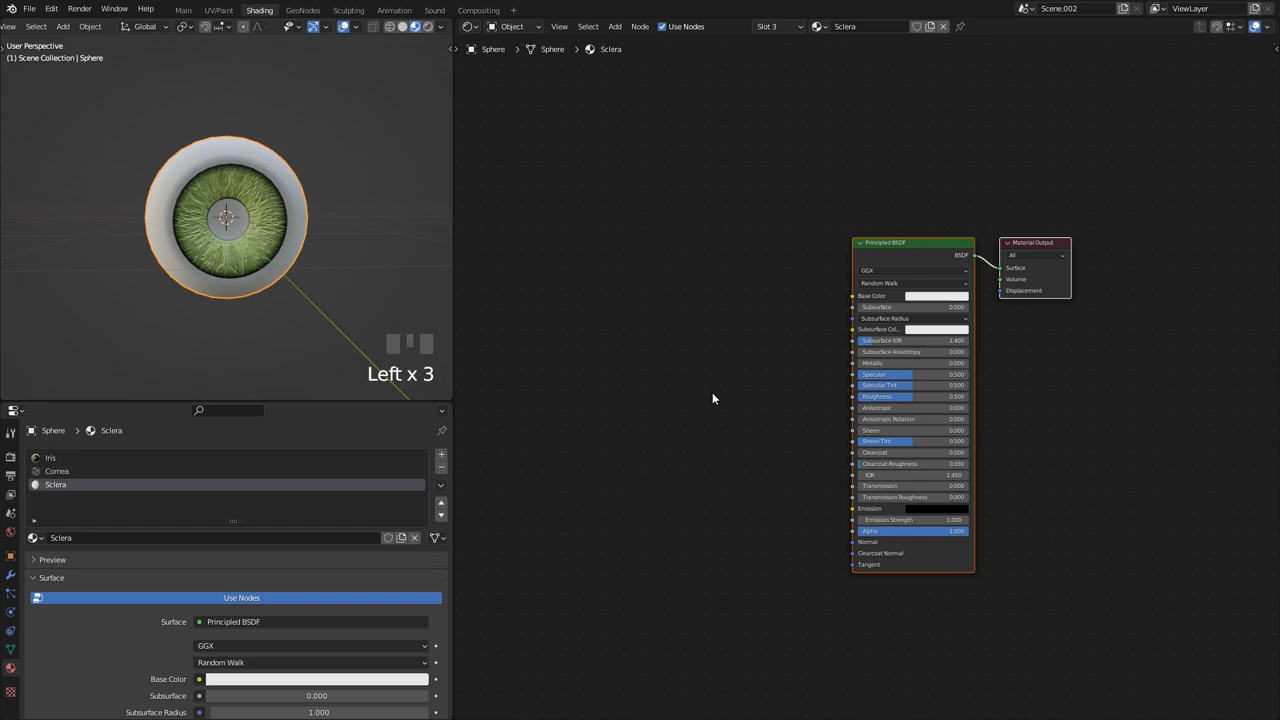 File Edit Render Window Help Main UV/Paint Shading GeoNodes Sculpting Animation Sound Compositing + Scene.002 ViewLayer
View Select Add Object Global Object View Select Add Node Use Nodes Slot 3 Sclera
User Perspective
(1) Scene Collection | Sphere
Sphere Sphere Sclera
Left x 3
Sphere Sclera
Iris
Cornea
Sclera
Sclera
Preview
Surface
Use Nodes
Surface Principled BSDF
GGX
Random Walk
Base Color
Subsurface 0.000
Subsurface Radius 1.000
Principled BSDF
BSDF
GGX
Random Walk
Base Color
Subsurface 0.000
Subsurface Radius
Subsurface Col...
Subsurface IOR 1.400
Subsurface Anisotropy 0.000
Metallic 0.000
Specular 0.500
Specular Tint 0.500
Roughness 0.500
Anisotropic 0.000
Anisotropic Rotation 0.000
Sheen 0.000
Sheen Tint 0.500
Clearcoat 0.000
Clearcoat Roughness 0.030
IOR 1.450
Transmission 0.000
Transmission Roughness 0.000
Emission
Emission Strength 1.000
Alpha 1.000
Normal
Clearcoat Normal
Tangent
Material Output
All
Surface
Volume
Displacement